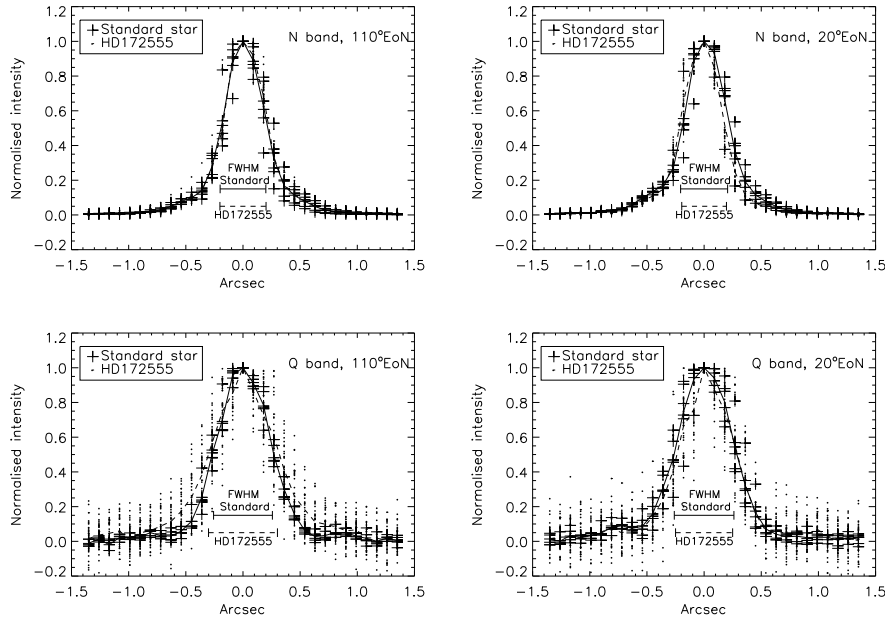 Standard star
HD172555
N band, 110°EoN
Normalised intensity
1.2
1.0
0.8
0.6
0.4
0.2
0.0
−0.2
FWHM
Standard
HD172555
−1.5 −1.0 −0.5 0.0 0.5 1.0 1.5
Arcsec
Standard star
HD172555
N band, 20°EoN
Normalised intensity
1.2
1.0
0.8
0.6
0.4
0.2
0.0
−0.2
FWHM
Standard
HD172555
−1.5 −1.0 −0.5 0.0 0.5 1.0 1.5
Arcsec
Standard star
HD172555
Q band, 110°EoN
Normalised intensity
1.2
1.0
0.8
0.6
0.4
0.2
0.0
−0.2
FWHM
Standard
HD172555
−1.5 −1.0 −0.5 0.0 0.5 1.0 1.5
Arcsec
Standard star
HD172555
Q band, 20°EoN
Normalised intensity
1.2
1.0
0.8
0.6
0.4
0.2
0.0
−0.2
FWHM
Standard
HD172555
−1.5 −1.0 −0.5 0.0 0.5 1.0 1.5
Arcsec